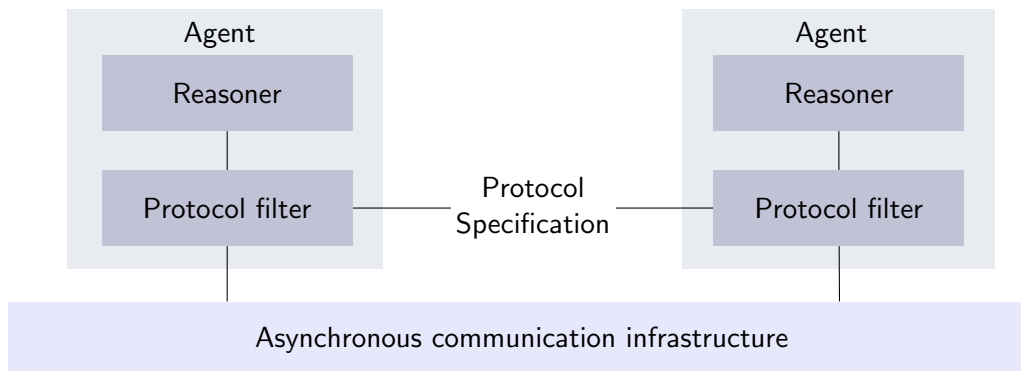 Agent
Reasoner
Protocol filter
Protocol
Specification
Agent
Reasoner
Protocol filter
Asynchronous communication infrastructure